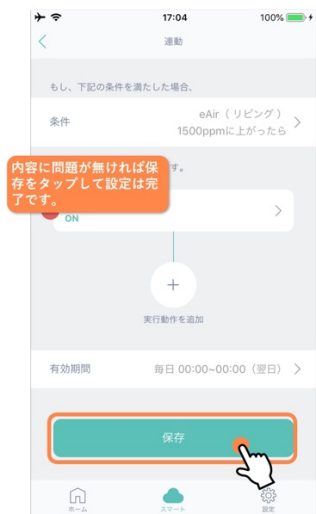 17:04
100%
連動
もし、下記の条件を満たした場合、
条件
eAir（リビング）
1500ppmに上がったら
す。
内容に問題が無ければ保
存をタップして設定は完
了です。
ON
実行動作を追加
有効期間
毎日 00:00~00:00（翌日）
保存
ホーム
スマート
設定